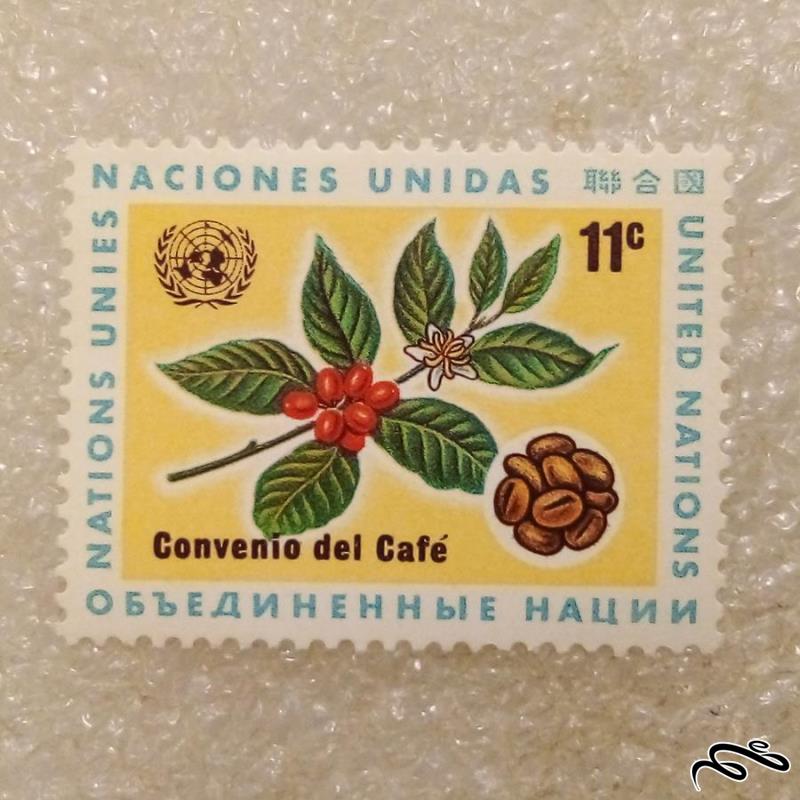 NACIONES UNIDAS 聯合國
NATIONS UNIES
UNITED NATIONS
11c
Convenio del Café
ОБЪЕДИНЕННЫЕ НАЦИИ